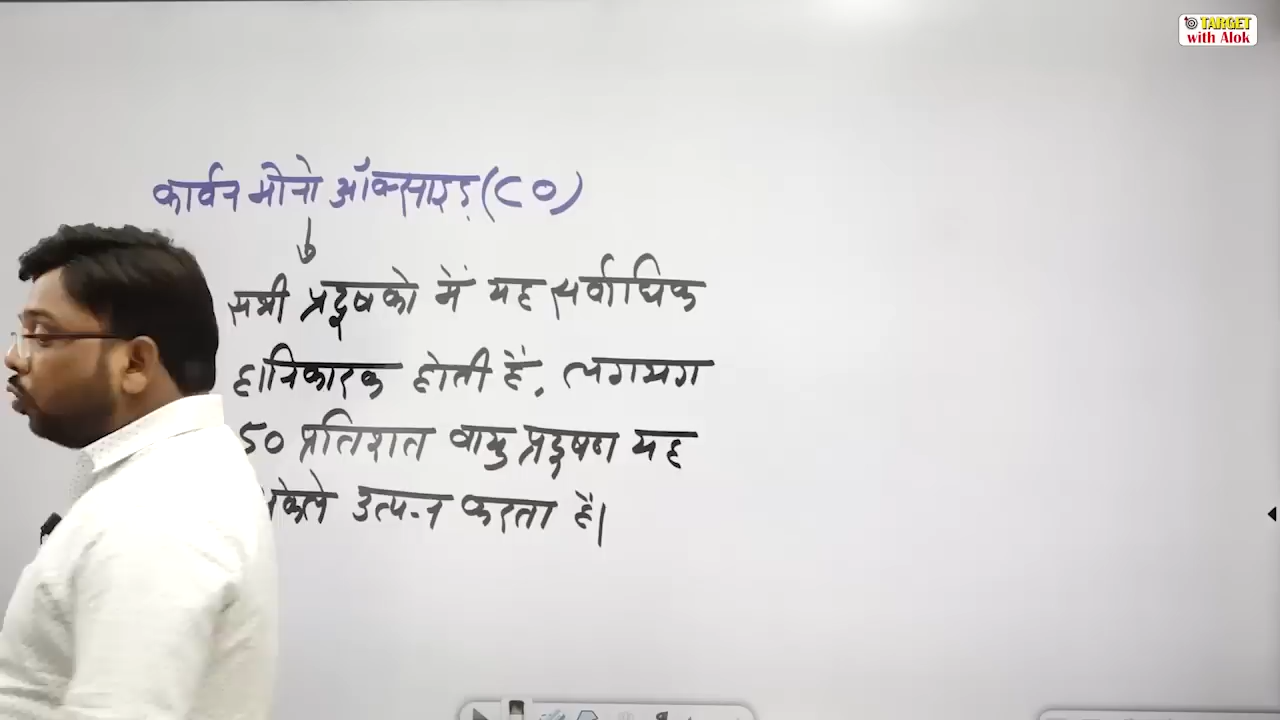 TARGET
with Alok
कार्बन मोनो ऑक्साइड (CO)
सभी प्रदूषको में यह सर्वाधिक
हानिकारक होती है. लगभग
50 प्रतिशत वायु प्रदूषण यह
उत्पन्न करता है।